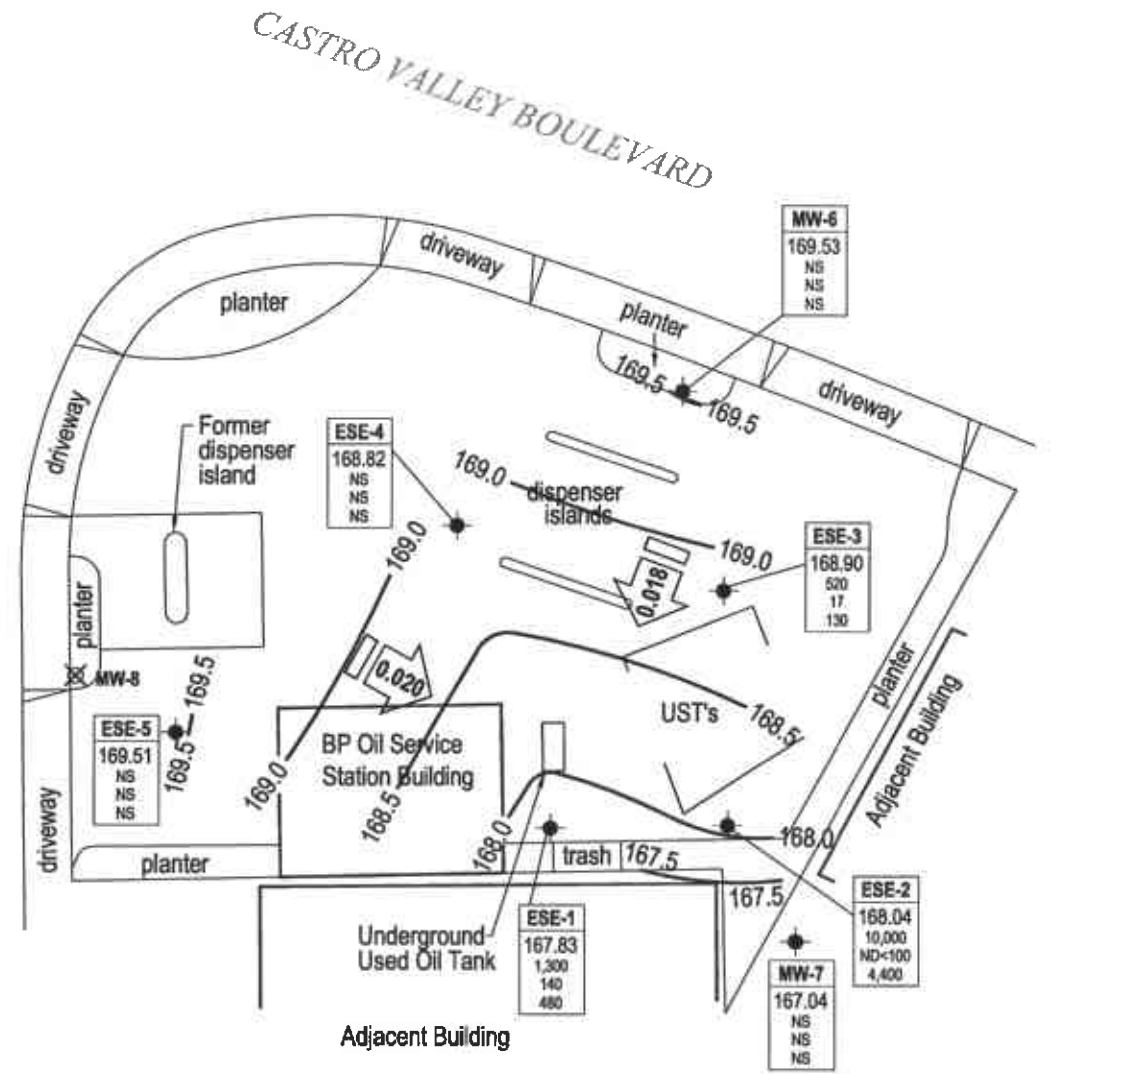 CASTRO VALLEY BOULEVARD
MW-6
169.53
NS
NS
NS
driveway
planter
planter
169.5
169.5
driveway
driveway
Former
dispenser
island
ESE-4
168.82
NS
NS
NS
169.0
dispenser
islands
169.0
169.0
ESE-3
168.90
520
17
130
0.018
planter
MW-8
169.5
0.020
planter
Adjacent Building
UST's
168.5
ESE-5
169.51
NS
NS
NS
169.5
BP Oil Service
Station Building
169.0
168.5
168.0
168.0
driveway
planter
trash
167.5
167.5
Underground
Used Oil Tank
ESE-1
167.83
1,300
140
480
ESE-2
168.04
10,000
ND<100
4,400
MW-7
167.04
NS
NS
NS
Adjacent Building